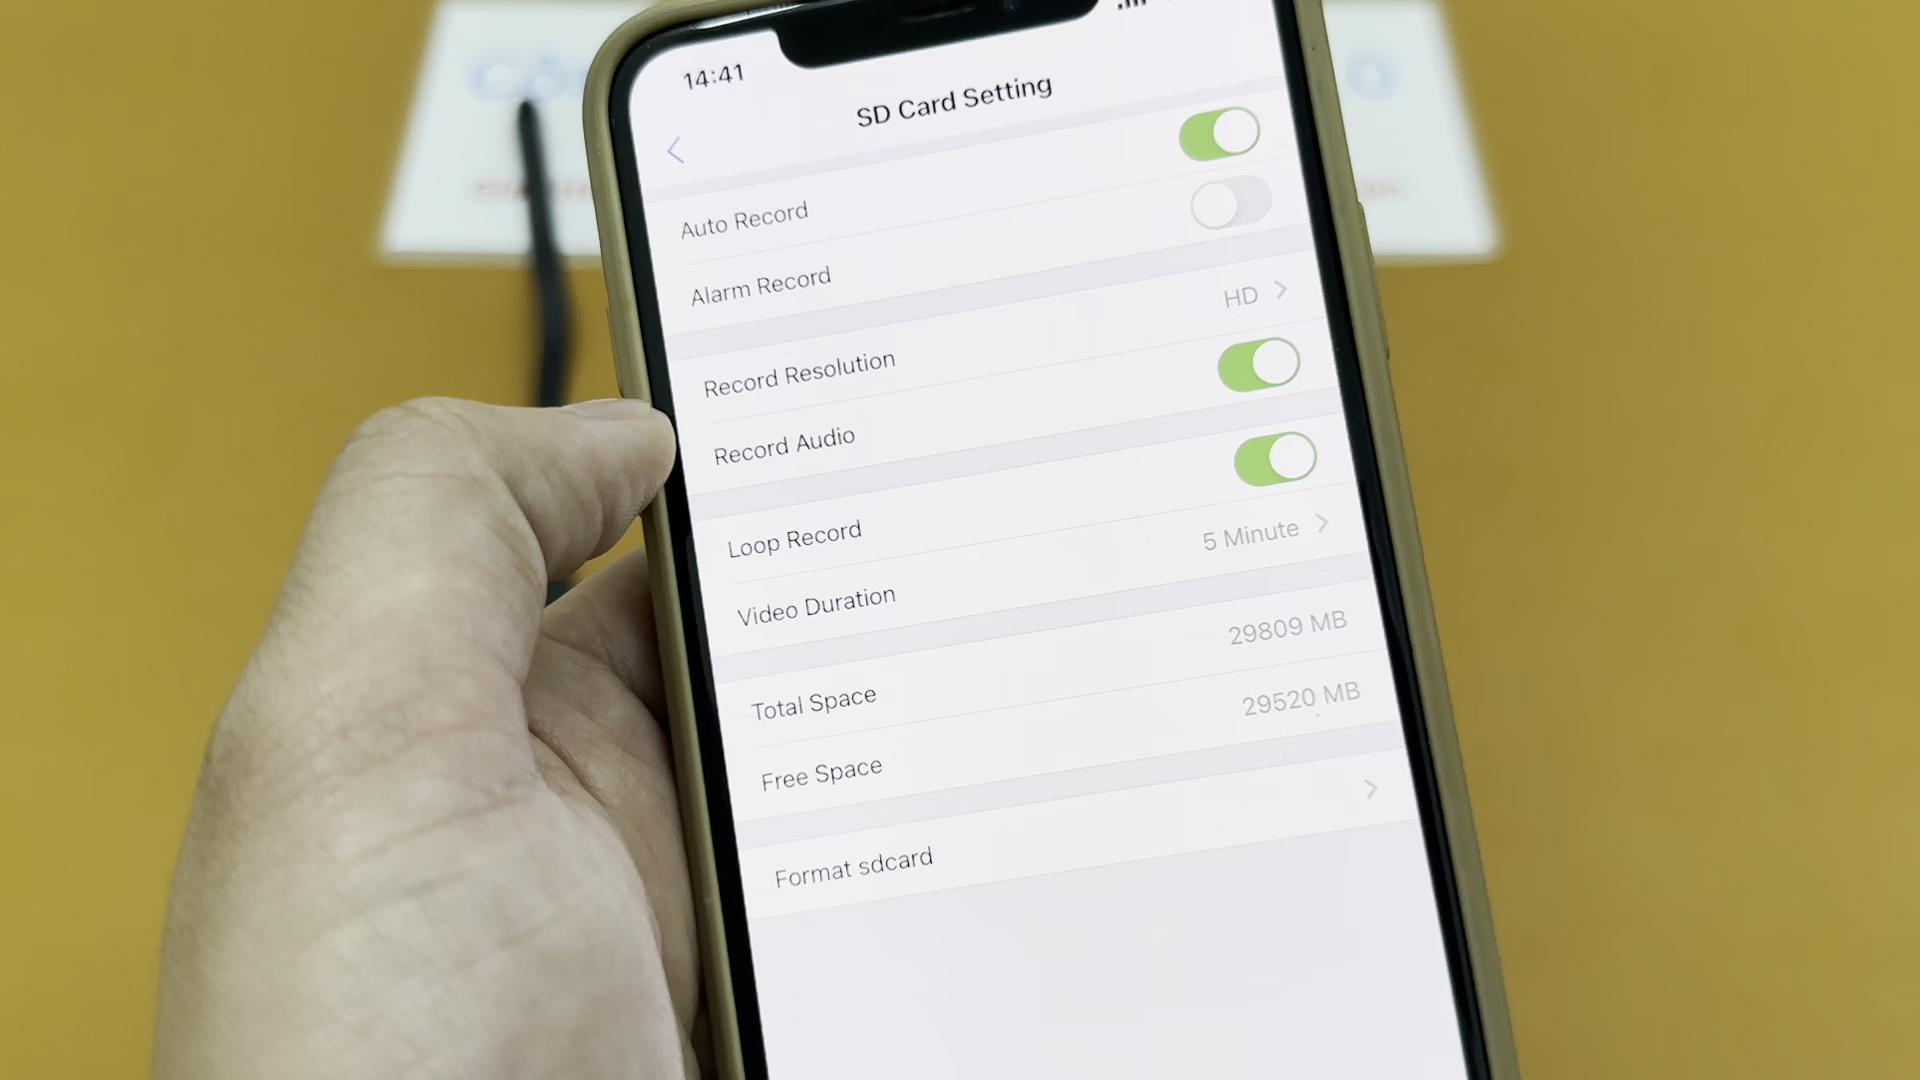 14:41
SD Card Setting
Auto Record
Alarm Record
Record Resolution HD
Record Audio
Loop Record
Video Duration 5 Minute
Total Space 29809 MB
Free Space 29520 MB
Format sdcard